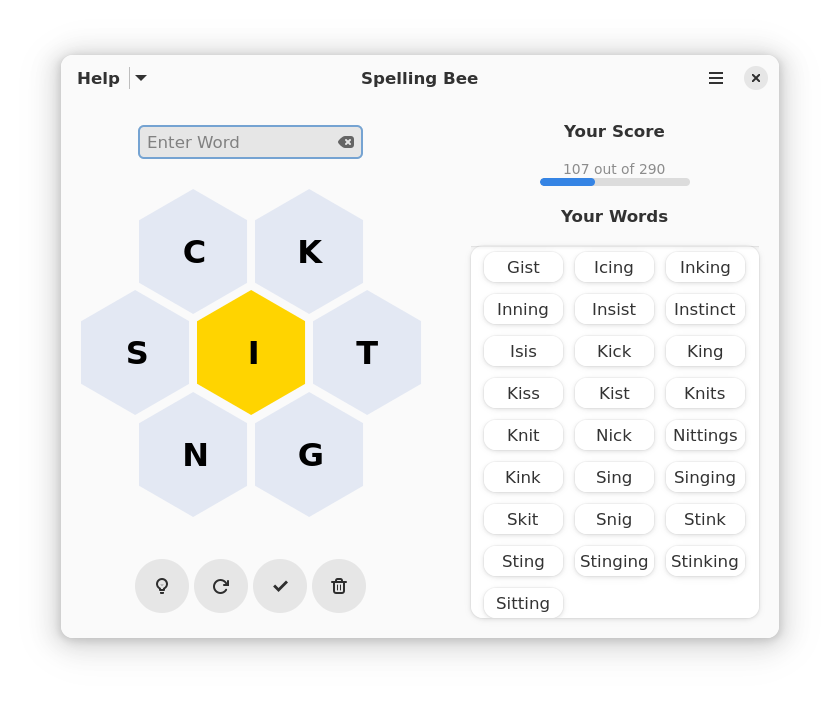 Help
Spelling Bee
Enter Word
C K
S I T
N G
Your Score
107 out of 290
Your Words
Gist Icing Inking
Inning Insist Instinct
Isis Kick King
Kiss Kist Knits
Knit Nick Nittings
Kink Sing Singing
Skit Snig Stink
Sting Stinging Stinking
Sitting